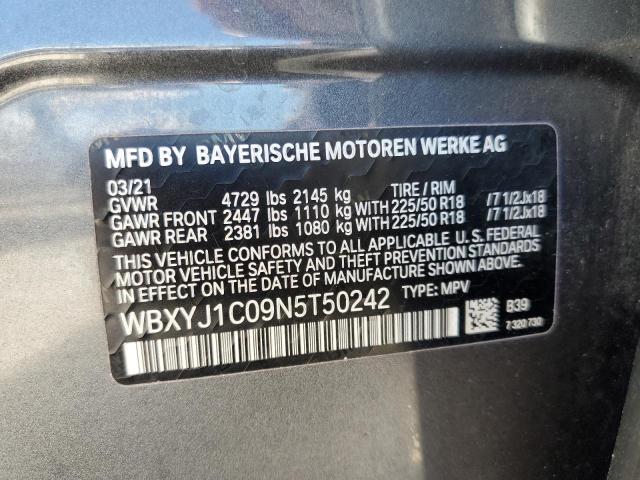 MFD BY BAYERISCHE MOTOREN WERKE AG
03/21 TIRE / RIM
GVWR 4729 lbs 2145 kg
GAWR FRONT 2447 lbs 1110 kg WITH 225/50 R18 /7 1/2Jx18
GAWR REAR 2381 lbs 1080 kg WITH 225/50 R18 /7 1/2Jx18
THIS VEHICLE CONFORMS TO ALL APPLICABLE U. S. FEDERAL
MOTOR VEHICLE SAFETY AND THEFT PREVENTION STANDARDS
IN EFFECT ON THE DATE OF MANUFACTURE SHOWN ABOVE.
WBXYJ1C09N5T50242 TYPE: MPV
B39
7 320 730